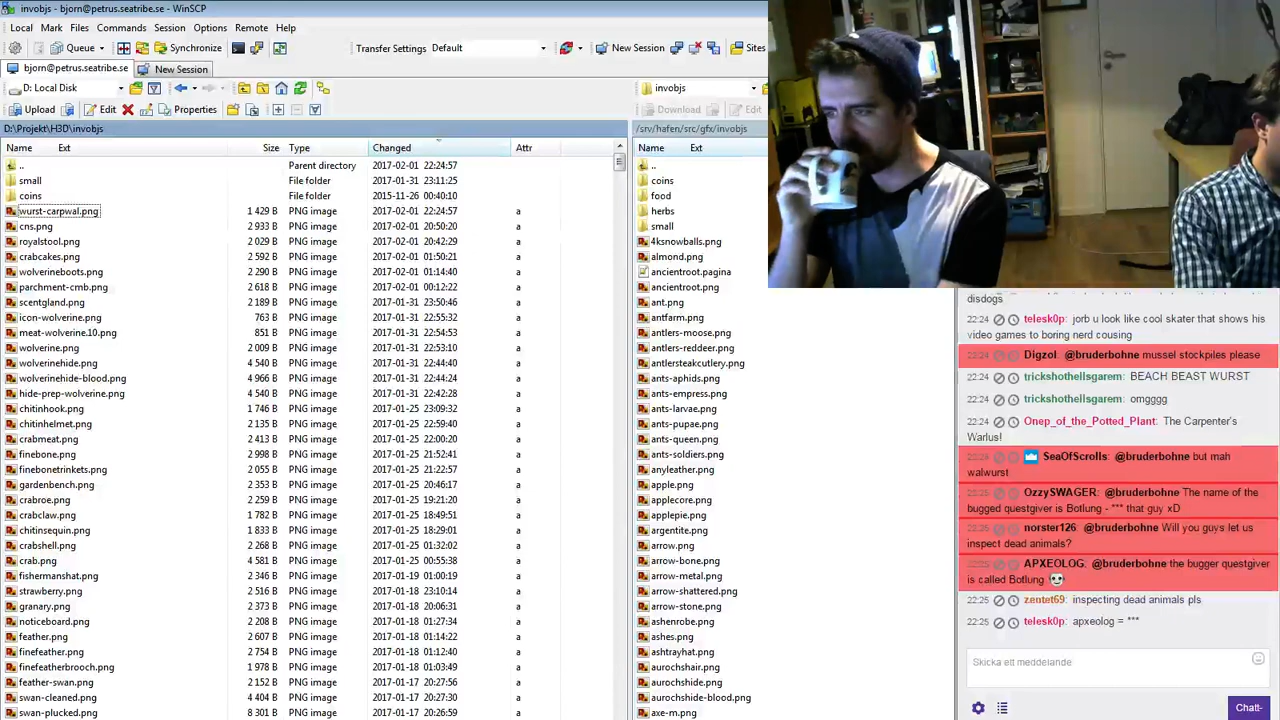 invobjs - bjorn@petrus.seatribe.se - WinSCP
Local Mark Files Commands Session Options Remote Help
Queue Synchronize Transfer Settings Default New Session Sites
bjorn@petrus.seatribe.se New Session
D: Local Disk invobjs
Upload Edit Properties Download Edit
D:\Projekt\H3D\invobjs /srv/hafen/src/gfx/invobjs
Name Ext Size Type Changed Attr Name Ext
.. Parent directory 2017-02-01 22:24:57 ..
small File folder 2017-01-31 23:11:25 coins
coins File folder 2015-11-26 00:40:10 food
wurst-carpwal.png 1 429 B PNG image 2017-02-01 22:24:57 a herbs
cns.png 2 933 B PNG image 2017-02-01 20:50:20 a small
royalstool.png 2 029 B PNG image 2017-02-01 20:42:29 a 4ksnowballs.png
crabcakes.png 2 592 B PNG image 2017-02-01 01:50:21 a almond.png
wolverineboots.png 2 290 B PNG image 2017-02-01 01:14:40 a ancientroot.pagina
parchment-cmb.png 2 618 B PNG image 2017-02-01 00:12:22 a ancientroot.png
scentgland.png 2 189 B PNG image 2017-01-31 23:50:46 a ant.png
icon-wolverine.png 763 B PNG image 2017-01-31 22:55:32 a antfarm.png
meat-wolverine.10.png 851 B PNG image 2017-01-31 22:54:53 a antlers-moose.png
wolverine.png 2 009 B PNG image 2017-01-31 22:53:10 a antlers-reddeer.png
wolverinehide.png 4 540 B PNG image 2017-01-31 22:44:40 a antlersteakcutlery.png
wolverinehide-blood.png 4 966 B PNG image 2017-01-31 22:44:24 a ants-aphids.png
hide-prep-wolverine.png 4 540 B PNG image 2017-01-31 22:42:28 a ants-empress.png
chitinhook.png 1 746 B PNG image 2017-01-25 23:09:32 a ants-larvae.png
chitinhelmet.png 2 135 B PNG image 2017-01-25 22:59:40 a ants-pupae.png
crabmeat.png 2 413 B PNG image 2017-01-25 22:00:20 a ants-queen.png
finebone.png 2 998 B PNG image 2017-01-25 21:52:41 a ants-soldiers.png
finebonetrinkets.png 2 055 B PNG image 2017-01-25 21:22:57 a anyleather.png
gardenbench.png 2 353 B PNG image 2017-01-25 20:46:17 a apple.png
crabroe.png 2 259 B PNG image 2017-01-25 19:21:20 a applecore.png
crabclaw.png 1 782 B PNG image 2017-01-25 18:49:51 a applepie.png
chitinsequin.png 1 833 B PNG image 2017-01-25 18:29:01 a argentite.png
crabshell.png 2 268 B PNG image 2017-01-25 01:32:02 a arrow.png
crab.png 4 581 B PNG image 2017-01-25 00:55:38 a arrow-bone.png
fishermanshat.png 2 346 B PNG image 2017-01-19 01:00:19 a arrow-metal.png
strawberry.png 2 516 B PNG image 2017-01-18 23:10:14 a arrow-shattered.png
granary.png 2 373 B PNG image 2017-01-18 20:06:31 a arrow-stone.png
noticeboard.png 2 208 B PNG image 2017-01-18 01:27:34 a ashenrobe.png
feather.png 2 607 B PNG image 2017-01-18 01:14:22 a ashes.png
finefeather.png 2 754 B PNG image 2017-01-18 01:12:40 a ashtrayhat.png
finefeatherbrooch.png 1 978 B PNG image 2017-01-18 01:03:49 a aurochshair.png
feather-swan.png 2 152 B PNG image 2017-01-17 20:27:56 a aurochshide.png
swan-cleaned.png 4 404 B PNG image 2017-01-17 20:27:30 a aurochshide-blood.png
swan-plucked.png 8 301 B PNG image 2017-01-17 20:26:59 a axe-m.png
disdogs
22:24 telesk0p: jorb u look like cool skater that shows his
video games to boring nerd cousing
22:24 Digzol: @bruderbohne mussel stockpiles please
22:24 trickshothellsgarem: BEACH BEAST WURST
22:24 trickshothellsgarem: omgggg
22:24 Onep_of_the_Potted_Plant: The Carpenter's
Warlus!
22:24 SeaOfScrolls: @bruderbohne but mah
walwurst
22:25 OzzySWAGER: @bruderbohne The name of the
bugged questgiver is Botlung - *** that guy xD
22:25 norster126: @bruderbohne Will you guys let us
inspect dead animals?
22:25 APXEOLOG: @bruderbohne the bugger questgiver
is called Botlung
22:25 zentet69: inspecting dead animals pls
22:25 telesk0p: apxeolog = ***
Skicka ett meddelande
Chatt-